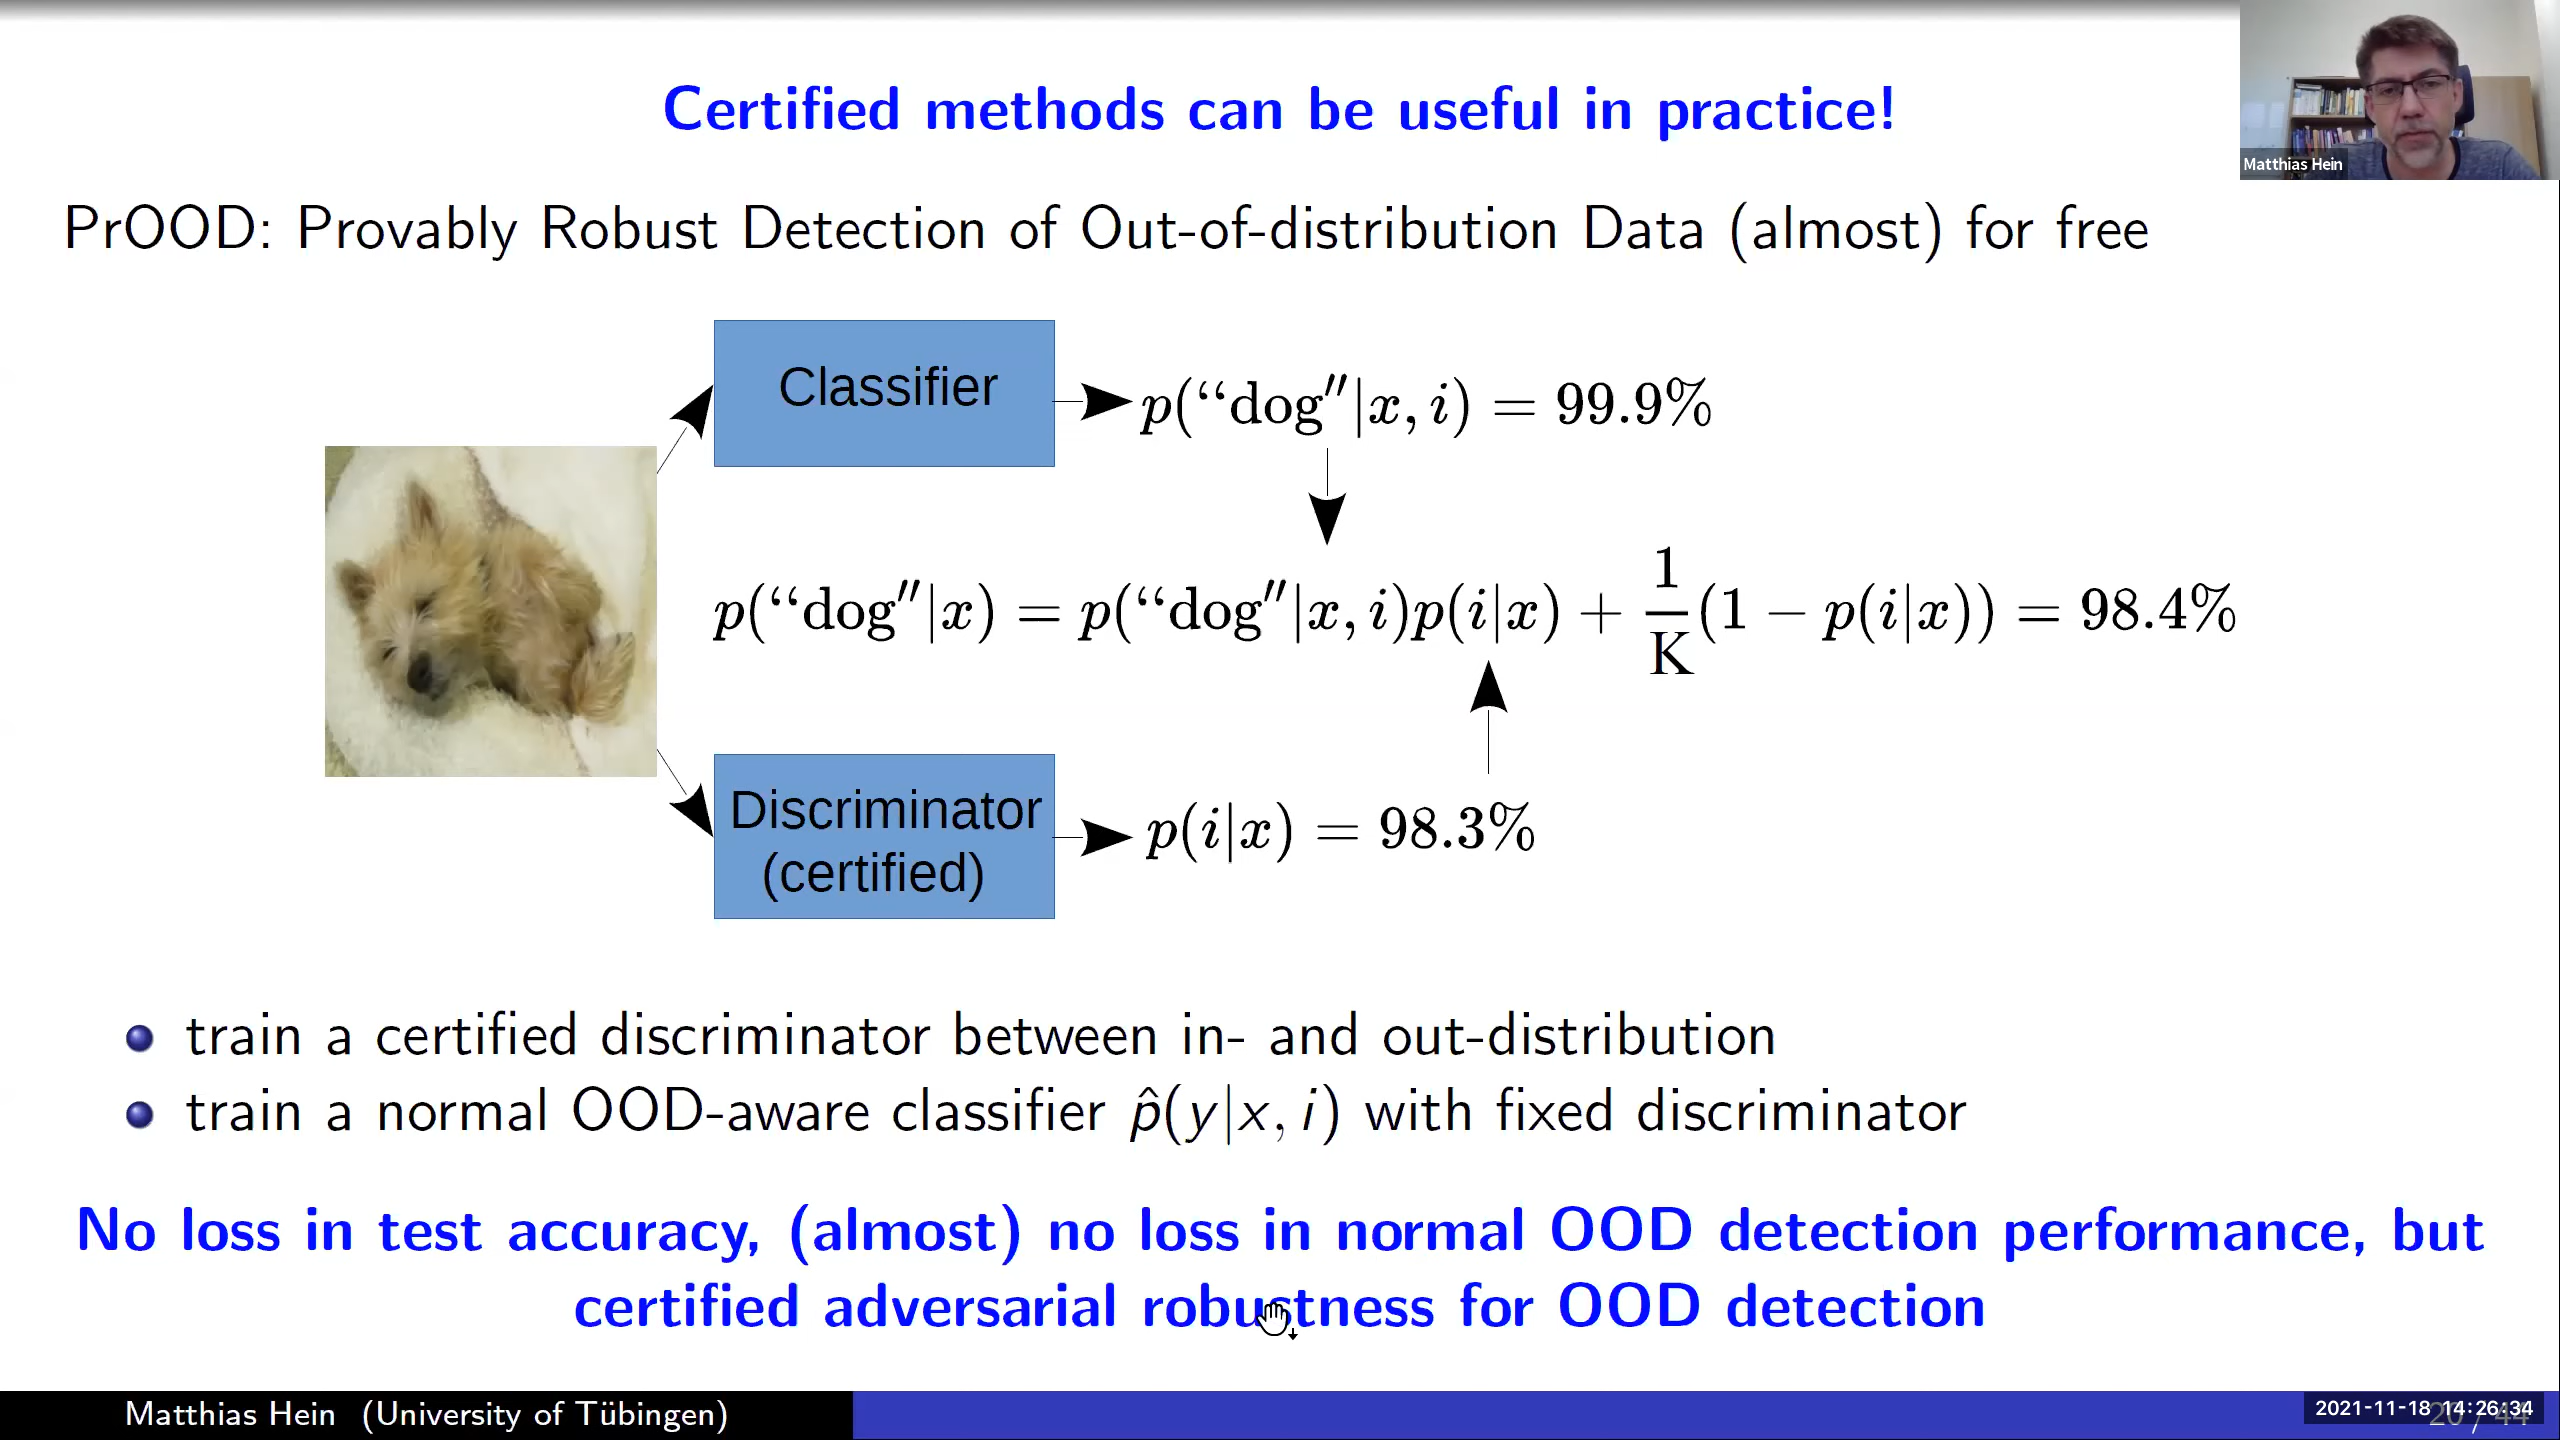 Certified methods can be useful in practice!
Matthias Hein
PrOOD: Provably Robust Detection of Out-of-distribution Data (almost) for free
Classifier
p(“dog”|x, i) = 99.9%
p(“dog”|x) = p(“dog”|x, i)p(i|x) + 1/K (1 − p(i|x)) = 98.4%
Discriminator
(certified)
p(i|x) = 98.3%
train a certified discriminator between in- and out-distribution
train a normal OOD-aware classifier p̂(y|x, i) with fixed discriminator
No loss in test accuracy, (almost) no loss in normal OOD detection performance, but
certified adversarial robustness for OOD detection
Matthias Hein (University of Tübingen)
2021-11-18 14:26:34